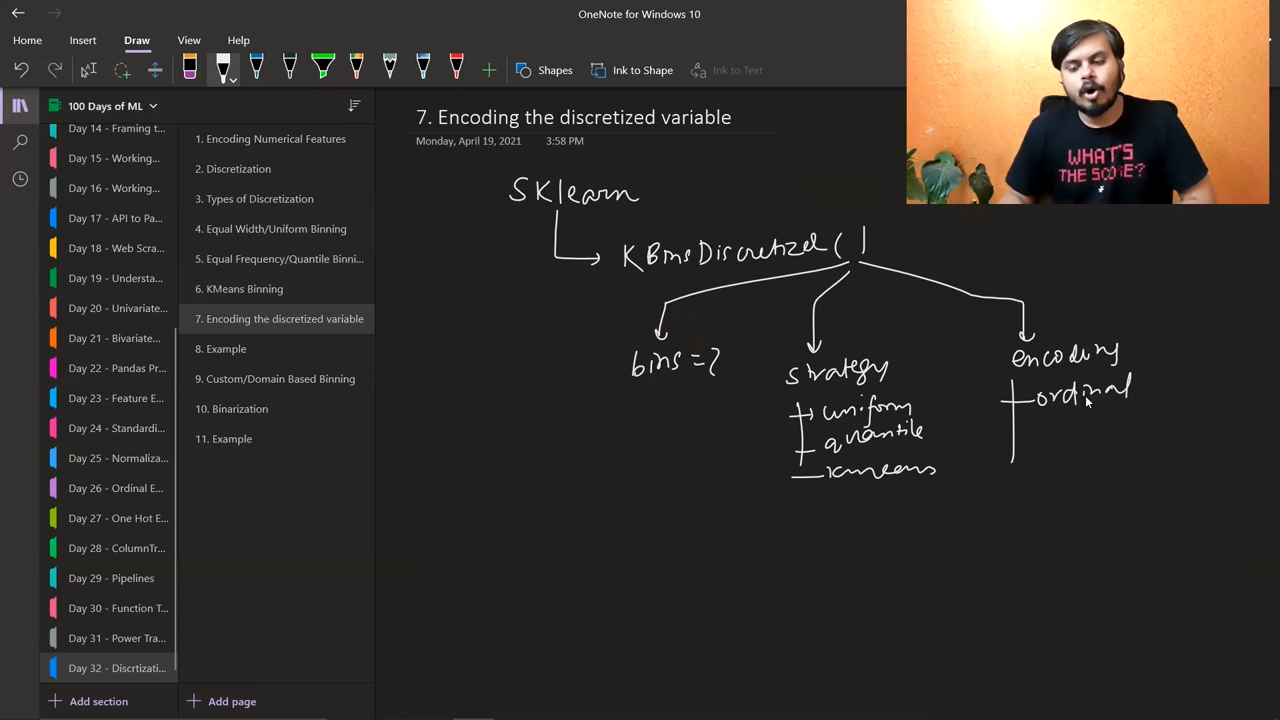 OneNote for Windows 10
Home Insert Draw View Help
Shapes Ink to Shape Ink to Text
100 Days of ML
Day 14 - Framing t...
Day 15 - Working...
Day 16 - Working...
Day 17 - API to Pa...
Day 18 - Web Scra...
Day 19 - Understa...
Day 20 - Univariate...
Day 21 - Bivariate...
Day 22 - Pandas Pr...
Day 23 - Feature E...
Day 24 - Standardi...
Day 25 - Normaliza...
Day 26 - Ordinal E...
Day 27 - One Hot E...
Day 28 - ColumnTr...
Day 29 - Pipelines
Day 30 - Function T...
Day 31 - Power Tra...
Day 32 - Discrtizati...
Add section
1. Encoding Numerical Features
2. Discretization
3. Types of Discretization
4. Equal Width/Uniform Binning
5. Equal Frequency/Quantile Binni...
6. KMeans Binning
7. Encoding the discretized variable
8. Example
9. Custom/Domain Based Binning
10. Binarization
11. Example
Add page
7. Encoding the discretized variable
Monday, April 19, 2021 3:58 PM
SKlearn
KBinsDiscretizer(
bins = ?
strategy
uniform
quantile
kmeans
encoding
ordinal
WHAT'S
THE SCORE?